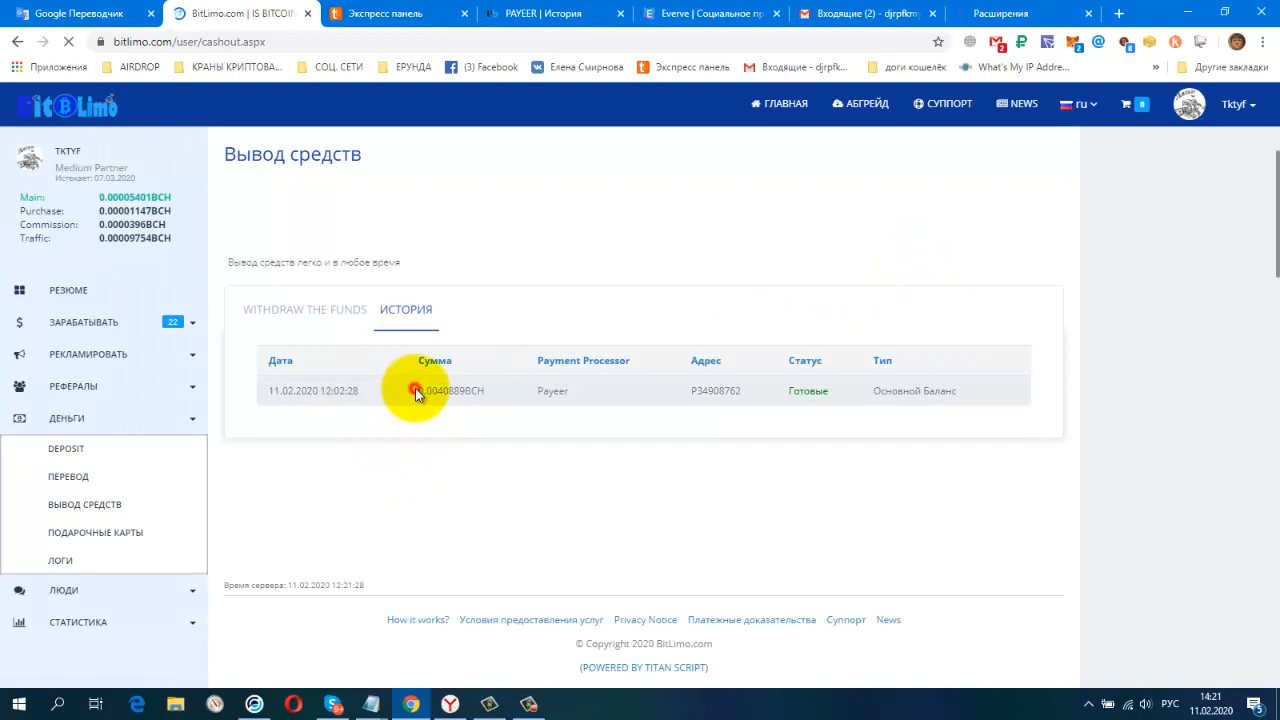 Google Переводчик
BitLimo.com | IS BITCOIN
Экспресс панель
PAYEER | История
Everve | Социальное пр
Входящие (2) - djrpfkmy
Расширения
bitlimo.com/user/cashout.aspx
Приложения
AIRDROP
КРАНЫ КРИПТОВА...
СОЦ. СЕТИ
ЕРУНДА
(3) Facebook
Елена Смирнова
Экспресс панель
Входящие - djrpfk...
доги кошелёк
What's My IP Addre...
»
Другие закладки
BitLimo
ГЛАВНАЯ
АБГРЕЙД
СУППОРТ
NEWS
ru
0
Tktyf
TKTYF
Medium Partner
Истекает: 07.03.2020
Main: 0.00005401BCH
Purchase: 0.00001147BCH
Commission: 0.0000396BCH
Traffic: 0.00009754BCH
РЕЗЮМЕ
ЗАРАБАТЫВАТЬ 22
РЕКЛАМИРОВАТЬ
РЕФЕРАЛЫ
ДЕНЬГИ
DEPOSIT
ПЕРЕВОД
ВЫВОД СРЕДСТВ
ПОДАРОЧНЫЕ КАРТЫ
ЛОГИ
ЛЮДИ
СТАТИСТИКА
Вывод средств
Вывод средств легко и в любое время
WITHDRAW THE FUNDS ИСТОРИЯ
Дата Сумма Payment Processor Адрес Статус Тип
11.02.2020 12:02:28 0.0040889BCH Payeer P34908762 Готовые Основной Баланс
Время сервера: 11.02.2020 12:21:28
How it works? Условия предоставления услуг Privacy Notice Платежные доказательства Суппорт News
© Copyright 2020 BitLimo.com
(POWERED BY TITAN SCRIPT)
РУС
14:21
11.02.2020